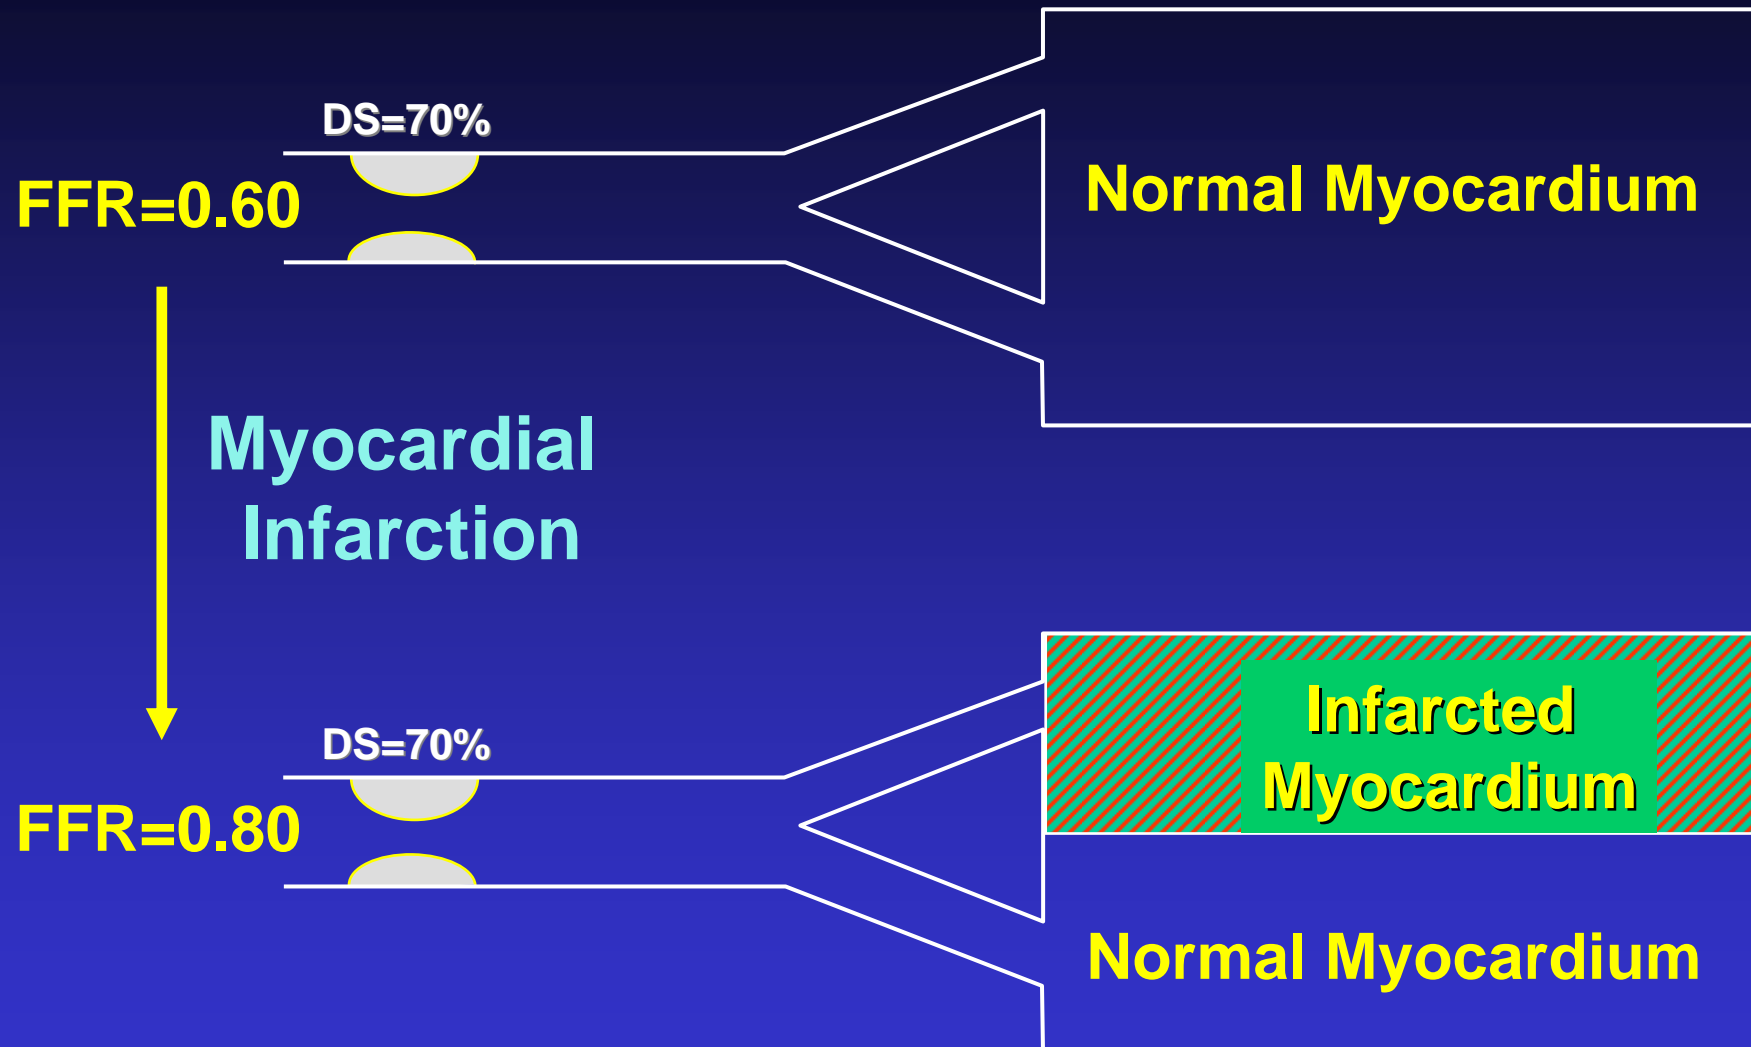 DS=70%
FFR=0.60
Normal Myocardium
Myocardial
Infarction
DS=70%
FFR=0.80
Infarcted
Myocardium
Normal Myocardium